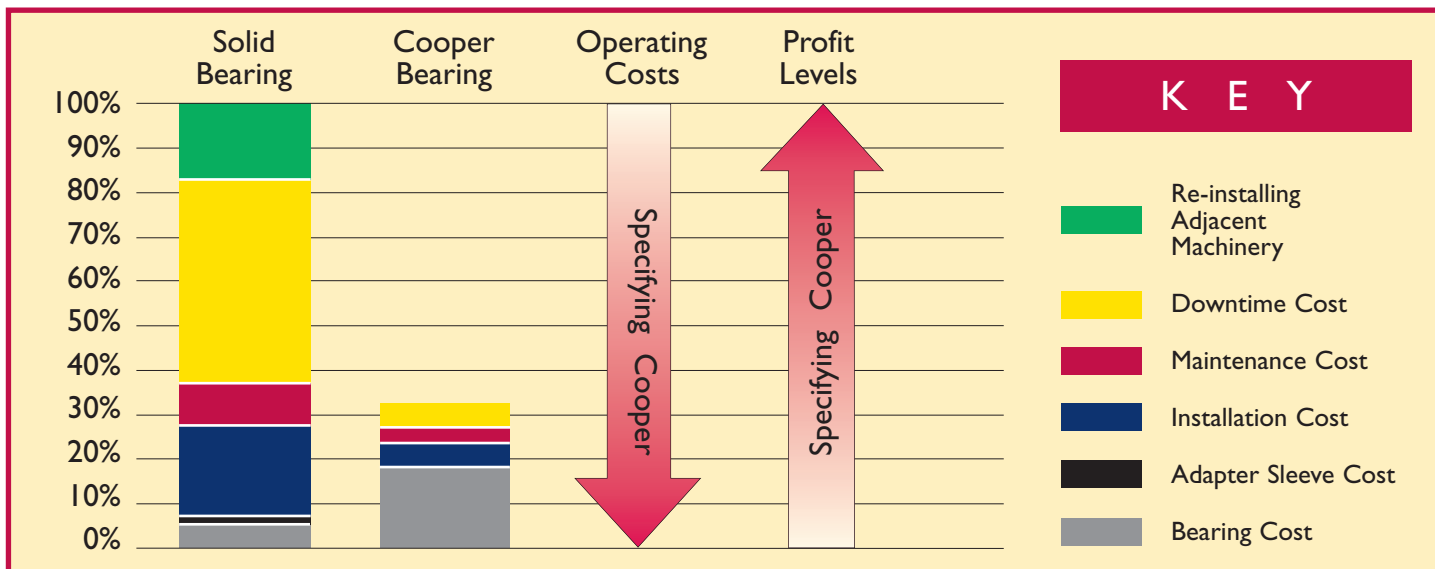 Solid
Bearing
Cooper
Bearing
Operating
Costs
Profit
Levels
100%
90%
80%
70%
60%
50%
40%
30%
20%
10%
0%
Specifying Cooper
Specifying Cooper
KEY
Re-installing
Adjacent
Machinery
Downtime Cost
Maintenance Cost
Installation Cost
Adapter Sleeve Cost
Bearing Cost